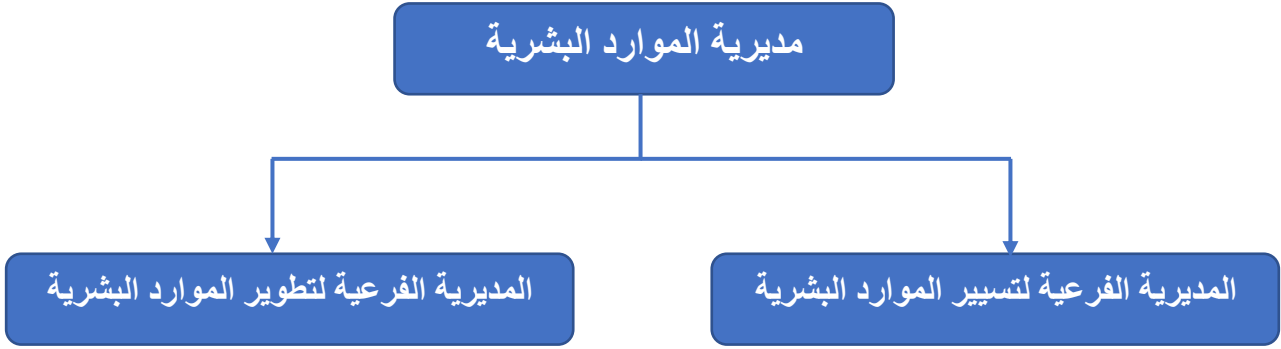 مديرية الموارد البشرية
المديرية الفرعية لتسيير الموارد البشرية
المديرية الفرعية لتطوير الموارد البشرية